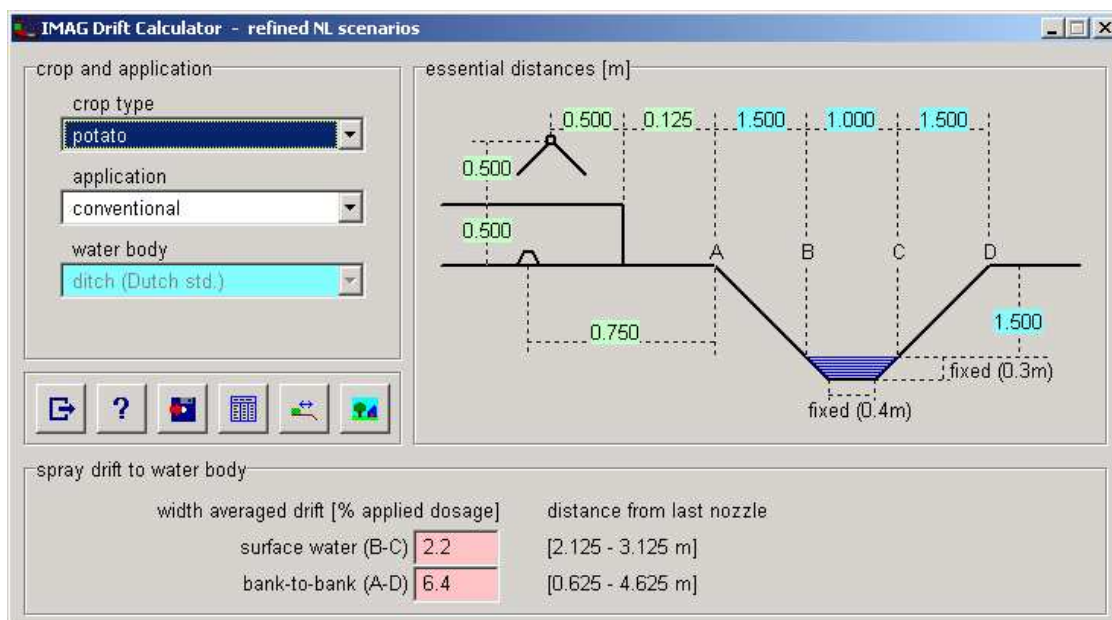 IMAG Drift Calculator - refined NL scenarios
crop and application
crop type
potato
application
conventional
water body
ditch (Dutch std.)
?
essential distances [m]
0.500 0.125 1.500 1.000 1.500
0.500
0.500
A B C D
0.750
1.500
fixed (0.3m)
fixed (0.4m)
spray drift to water body
width averaged drift [% applied dosage] distance from last nozzle
surface water (B-C) 2.2 [2.125 - 3.125 m]
bank-to-bank (A-D) 6.4 [0.625 - 4.625 m]